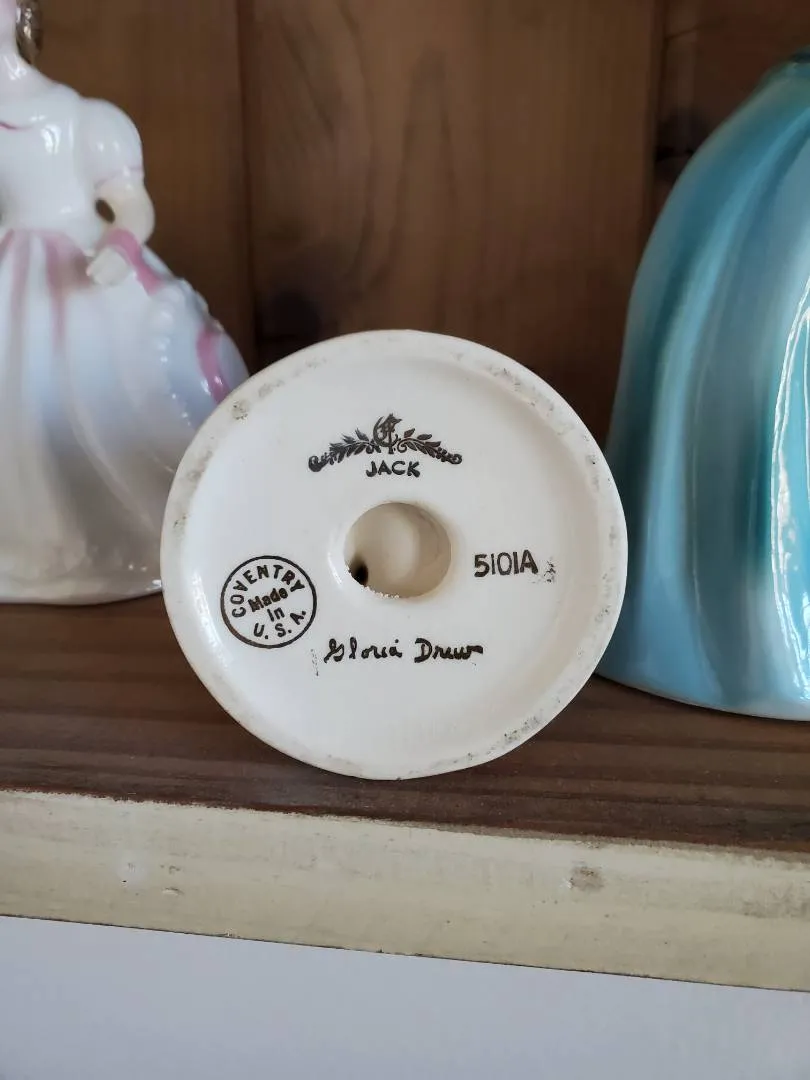 JACK
5101A
COVENTRY
Made
in
U. S. A.
Gloria Drew